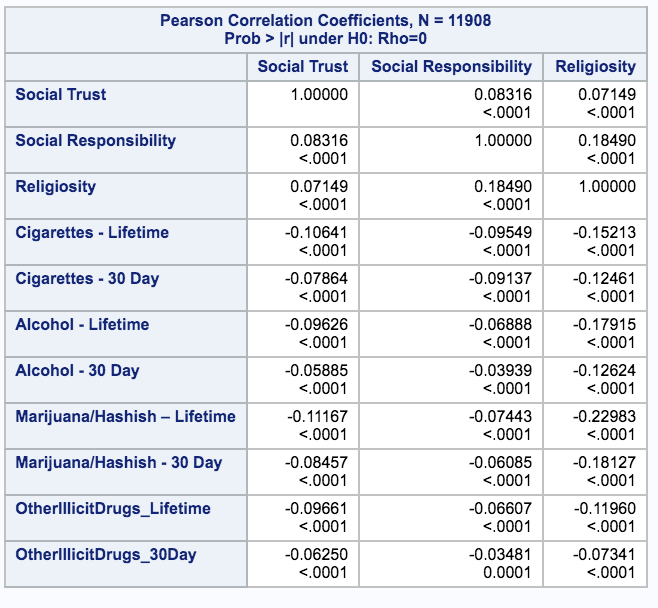 Pearson Correlation Coefficients, N = 11908
Prob > |r| under H0: Rho=0
Social Trust Social Responsibility Religiosity
Social Trust 1.00000 0.08316 0.07149
<.0001 <.0001
Social Responsibility 0.08316 1.00000 0.18490
<.0001 <.0001
Religiosity 0.07149 0.18490 1.00000
<.0001 <.0001
Cigarettes - Lifetime -0.10641 -0.09549 -0.15213
<.0001 <.0001 <.0001
Cigarettes - 30 Day -0.07864 -0.09137 -0.12461
<.0001 <.0001 <.0001
Alcohol - Lifetime -0.09626 -0.06888 -0.17915
<.0001 <.0001 <.0001
Alcohol - 30 Day -0.05885 -0.03939 -0.12624
<.0001 <.0001 <.0001
Marijuana/Hashish – Lifetime -0.11167 -0.07443 -0.22983
<.0001 <.0001 <.0001
Marijuana/Hashish - 30 Day -0.08457 -0.06085 -0.18127
<.0001 <.0001 <.0001
OtherIllicitDrugs_Lifetime -0.09661 -0.06607 -0.11960
<.0001 <.0001 <.0001
OtherIllicitDrugs_30Day -0.06250 -0.03481 -0.07341
<.0001 0.0001 <.0001